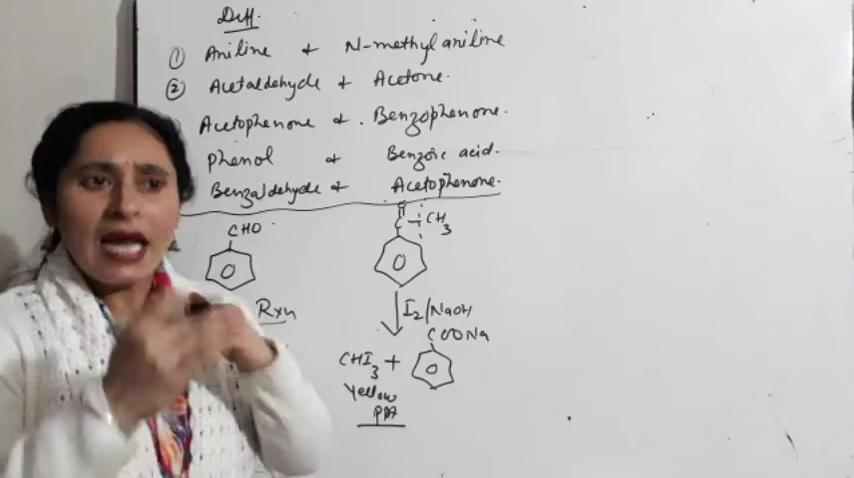 Diff.
① Aniline & N-methyl aniline
② Acetaldehyde & Acetone.
Acetophenone & . Benzophenone.
Phenol & Benzoic acid.
Benzaldehyde & Acetophenone.
CHO
C - CH3
Rxn
I2/NaOH
COONa
CHI3 +
Yellow
ppt